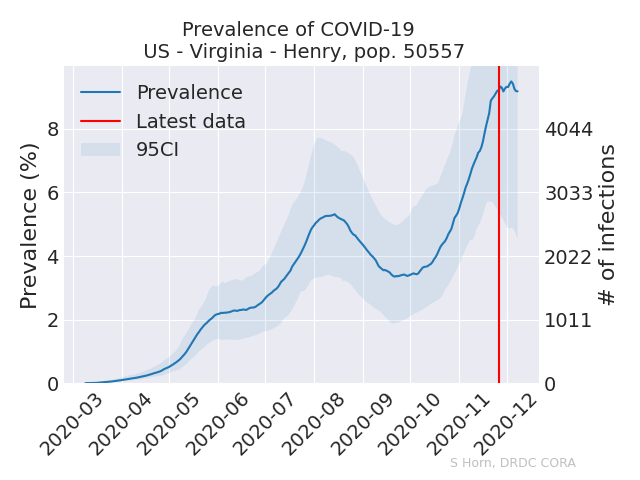 Prevalence of COVID-19
US - Virginia - Henry, pop. 50557
Prevalence
Latest data
95CI
Prevalence (%)
8
6
4
2
0
4044
3033
2022
1011
0
# of infections
2020-03
2020-04
2020-05
2020-06
2020-07
2020-08
2020-09
2020-10
2020-11
2020-12
S Horn, DRDC CORA